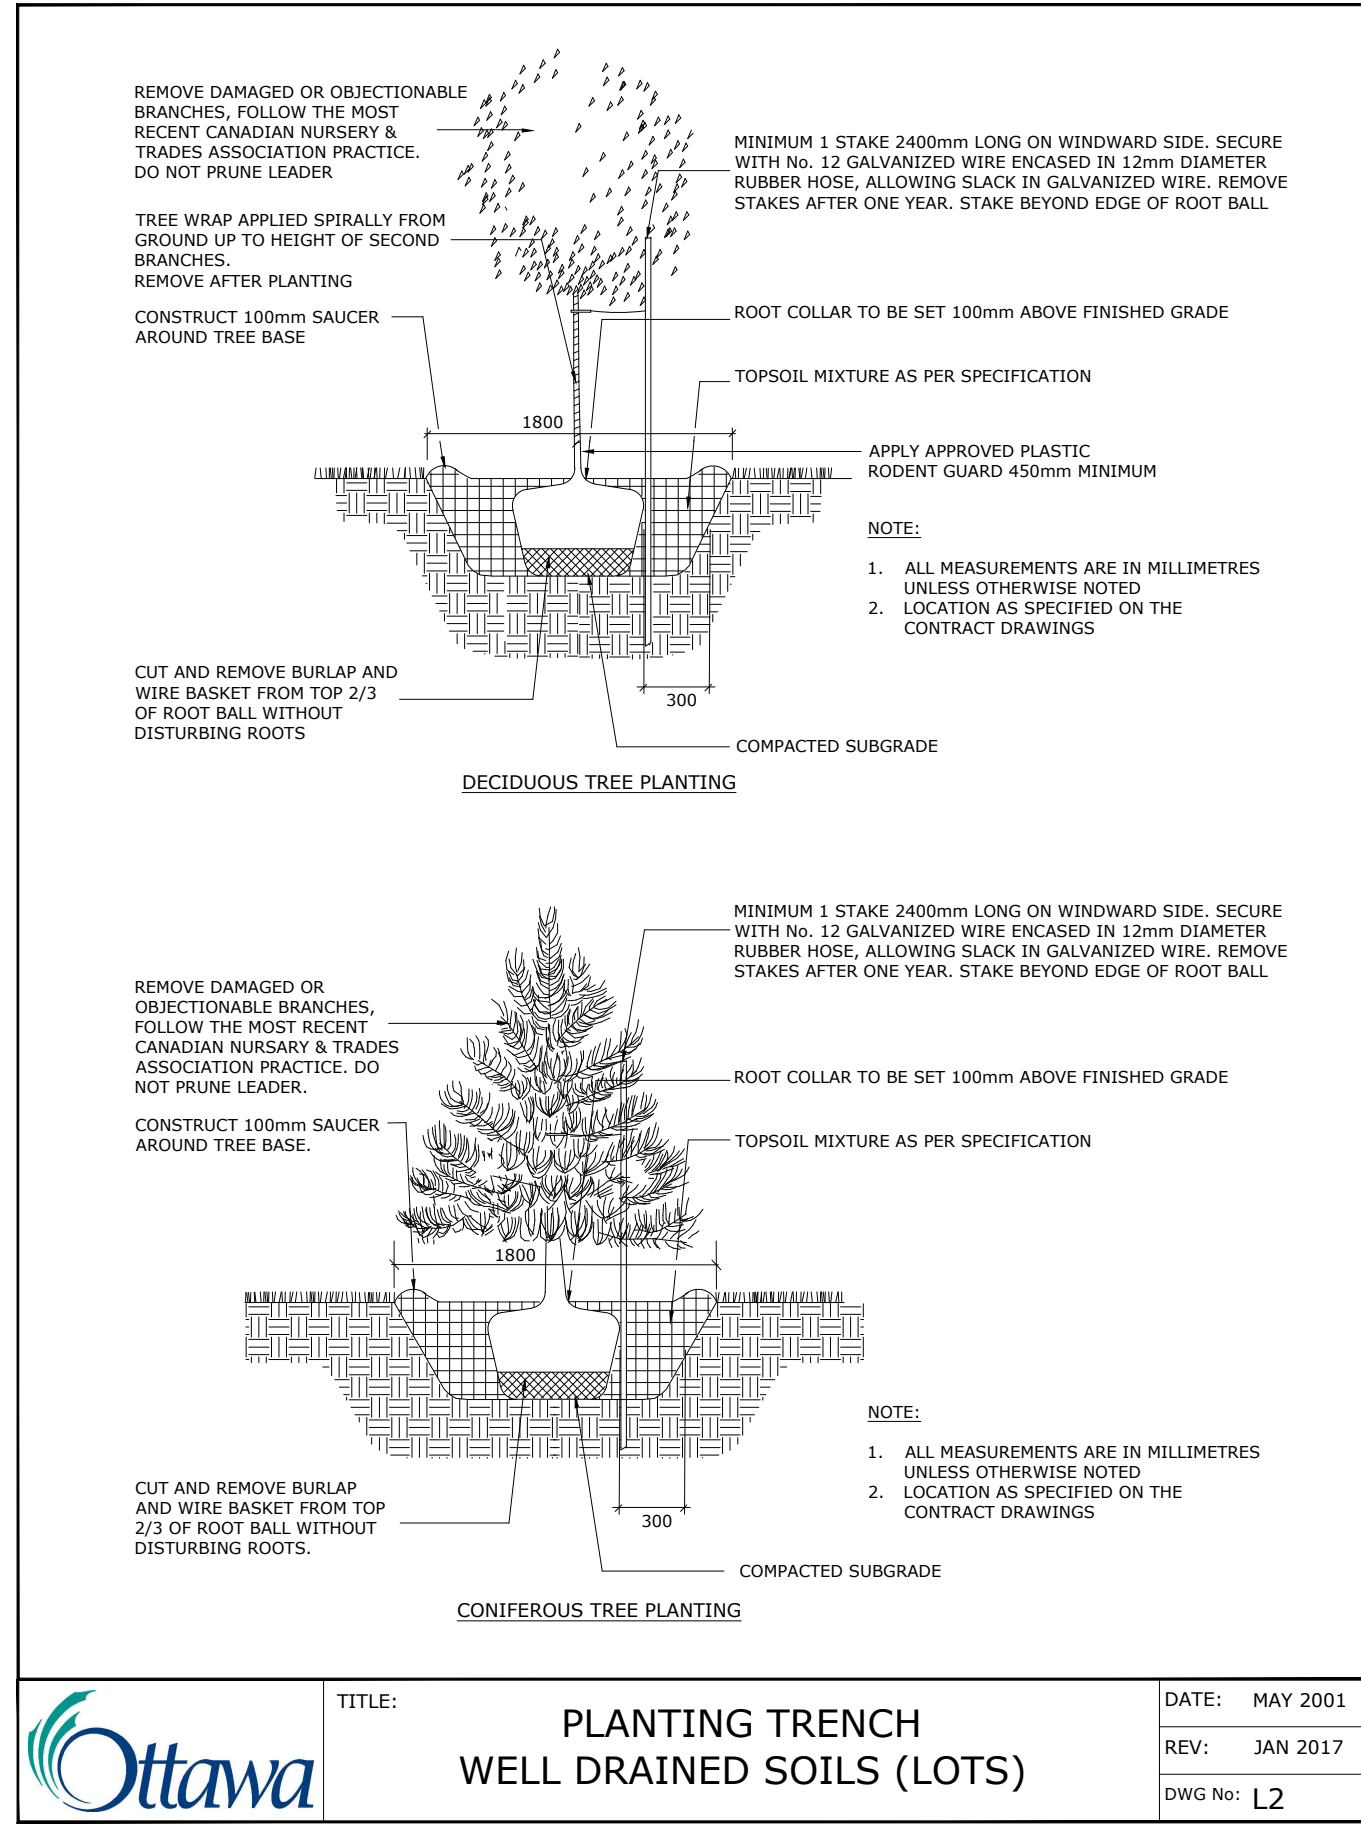 REMOVE DAMAGED OR OBJECTIONABLE
BRANCHES, FOLLOW THE MOST
RECENT CANADIAN NURSERY &
TRADES ASSOCIATION PRACTICE.
DO NOT PRUNE LEADER
MINIMUM 1 STAKE 2400mm LONG ON WINDWARD SIDE. SECURE
WITH No. 12 GALVANIZED WIRE ENCASED IN 12mm DIAMETER
RUBBER HOSE, ALLOWING SLACK IN GALVANIZED WIRE. REMOVE
STAKES AFTER ONE YEAR. STAKE BEYOND EDGE OF ROOT BALL
TREE WRAP APPLIED SPIRALLY FROM
GROUND UP TO HEIGHT OF SECOND
BRANCHES.
REMOVE AFTER PLANTING
CONSTRUCT 100mm SAUCER
AROUND TREE BASE
ROOT COLLAR TO BE SET 100mm ABOVE FINISHED GRADE
TOPSOIL MIXTURE AS PER SPECIFICATION
1800
APPLY APPROVED PLASTIC
RODENT GUARD 450mm MINIMUM
NOTE:
1. ALL MEASUREMENTS ARE IN MILLIMETRES
UNLESS OTHERWISE NOTED
2. LOCATION AS SPECIFIED ON THE
CONTRACT DRAWINGS
CUT AND REMOVE BURLAP AND
WIRE BASKET FROM TOP 2/3
OF ROOT BALL WITHOUT
DISTURBING ROOTS
300
COMPACTED SUBGRADE
DECIDUOUS TREE PLANTING
MINIMUM 1 STAKE 2400mm LONG ON WINDWARD SIDE. SECURE
WITH No. 12 GALVANIZED WIRE ENCASED IN 12mm DIAMETER
RUBBER HOSE, ALLOWING SLACK IN GALVANIZED WIRE. REMOVE
STAKES AFTER ONE YEAR. STAKE BEYOND EDGE OF ROOT BALL
REMOVE DAMAGED OR
OBJECTIONABLE BRANCHES,
FOLLOW THE MOST RECENT
CANADIAN NURSARY & TRADES
ASSOCIATION PRACTICE. DO
NOT PRUNE LEADER.
ROOT COLLAR TO BE SET 100mm ABOVE FINISHED GRADE
CONSTRUCT 100mm SAUCER
AROUND TREE BASE.
TOPSOIL MIXTURE AS PER SPECIFICATION
1800
NOTE:
1. ALL MEASUREMENTS ARE IN MILLIMETRES
UNLESS OTHERWISE NOTED
2. LOCATION AS SPECIFIED ON THE
CONTRACT DRAWINGS
CUT AND REMOVE BURLAP
AND WIRE BASKET FROM TOP
2/3 OF ROOT BALL WITHOUT
DISTURBING ROOTS.
300
COMPACTED SUBGRADE
CONIFEROUS TREE PLANTING
Ottawa
TITLE:
PLANTING TRENCH
WELL DRAINED SOILS (LOTS)
DATE: MAY 2001
REV: JAN 2017
DWG No: L2